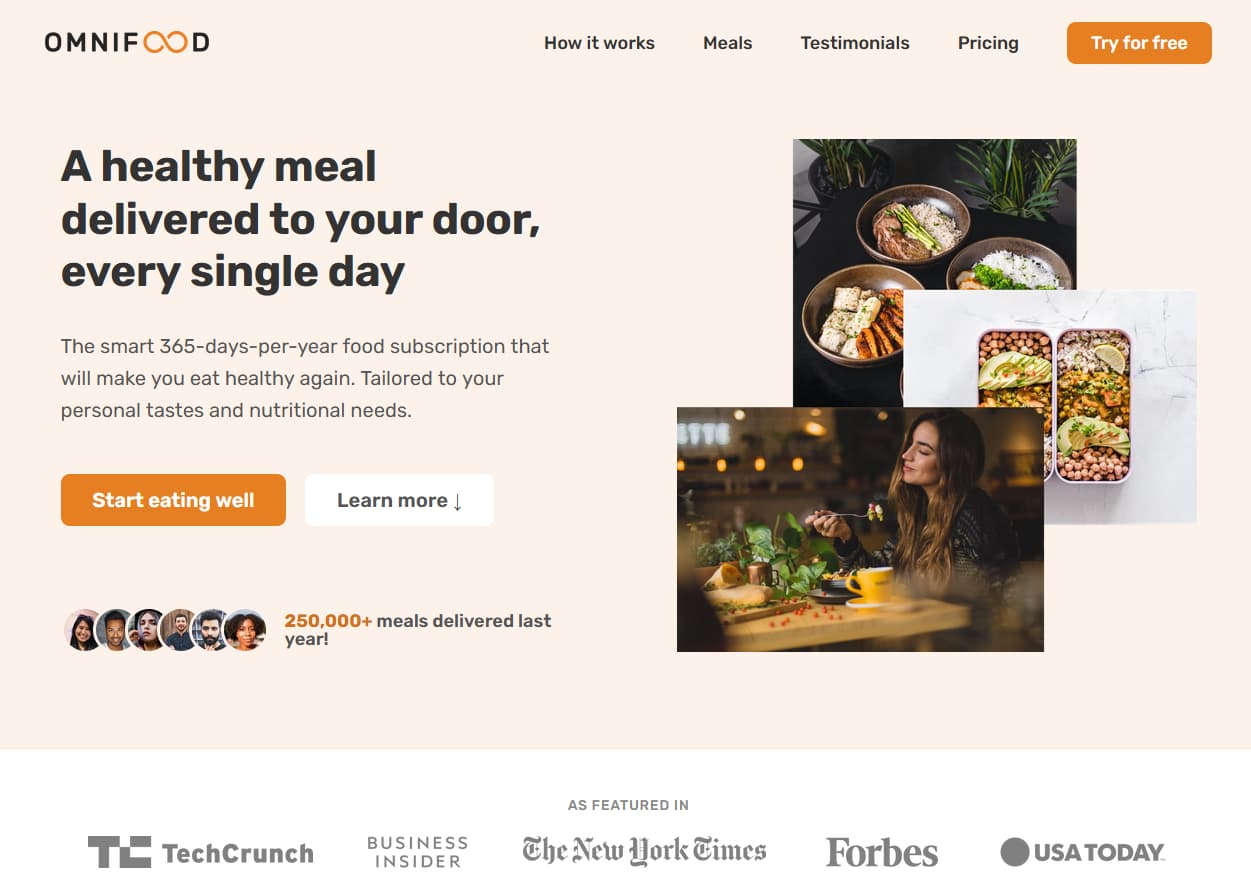 OMNIFOOD
How it works
Meals
Testimonials
Pricing
Try for free
A healthy meal
delivered to your door,
every single day
The smart 365-days-per-year food subscription that
will make you eat healthy again. Tailored to your
personal tastes and nutritional needs.
Start eating well
Learn more ↓
250,000+ meals delivered last
year!
AS FEATURED IN
TC TechCrunch
BUSINESS
INSIDER
The New York Times
Forbes
USA TODAY